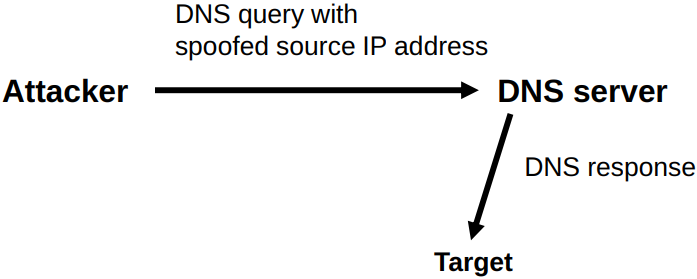 DNS query with
spoofed source IP address
Attacker
DNS server
DNS response
Target